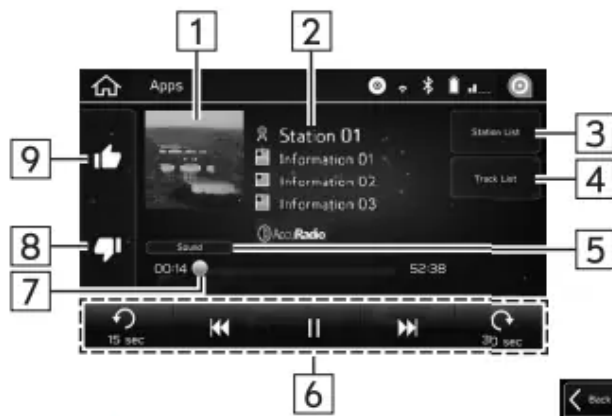 1 2
Apps
Station 01
Information 01
Information 02
Information 03
AccuRadio
Station List
Track List
3
4
9
8
7
5
Sound
00:14 52:38
15 sec 30 sec
6
Back